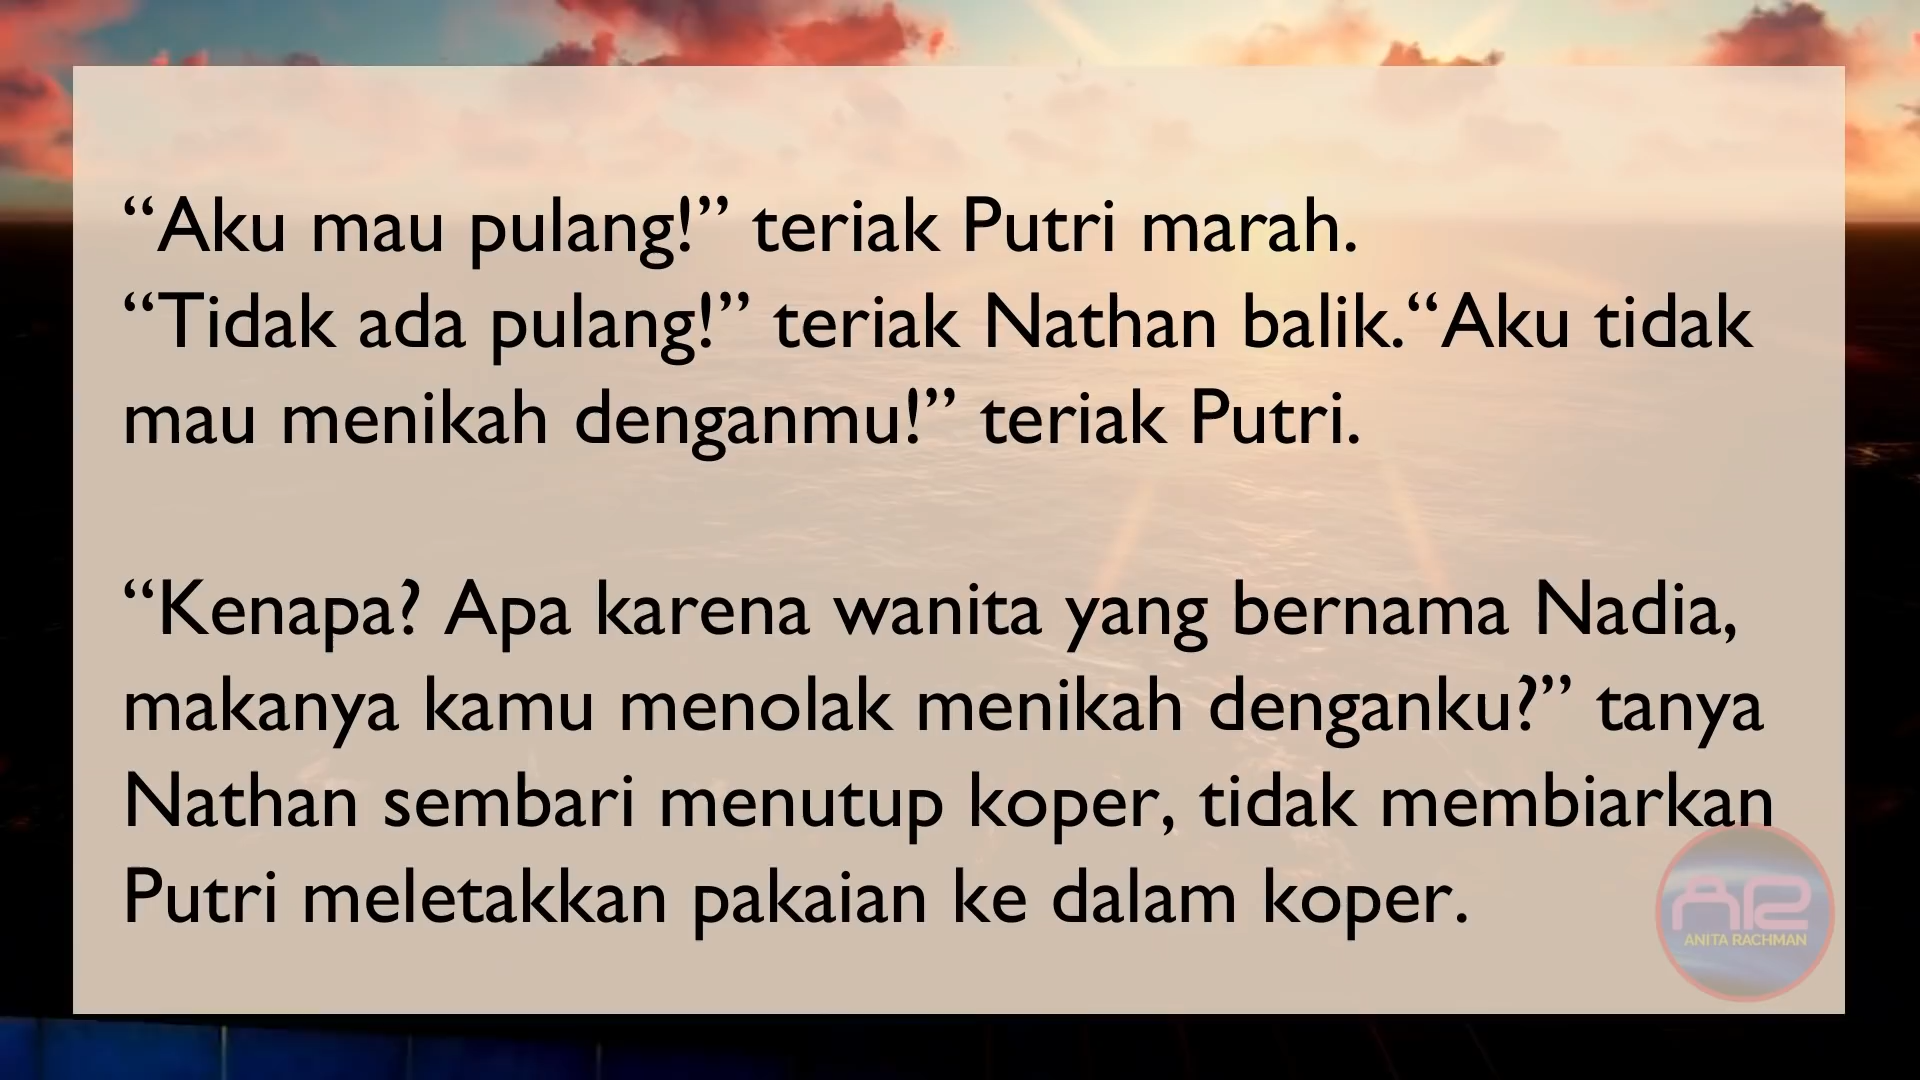 “Aku mau pulang!” teriak Putri marah.
“Tidak ada pulang!” teriak Nathan balik.“Aku tidak
mau menikah denganmu!” teriak Putri.
“Kenapa? Apa karena wanita yang bernama Nadia,
makanya kamu menolak menikah denganku?” tanya
Nathan sembari menutup koper, tidak membiarkan
Putri meletakkan pakaian ke dalam koper.
AR
ANITA RACHMAN